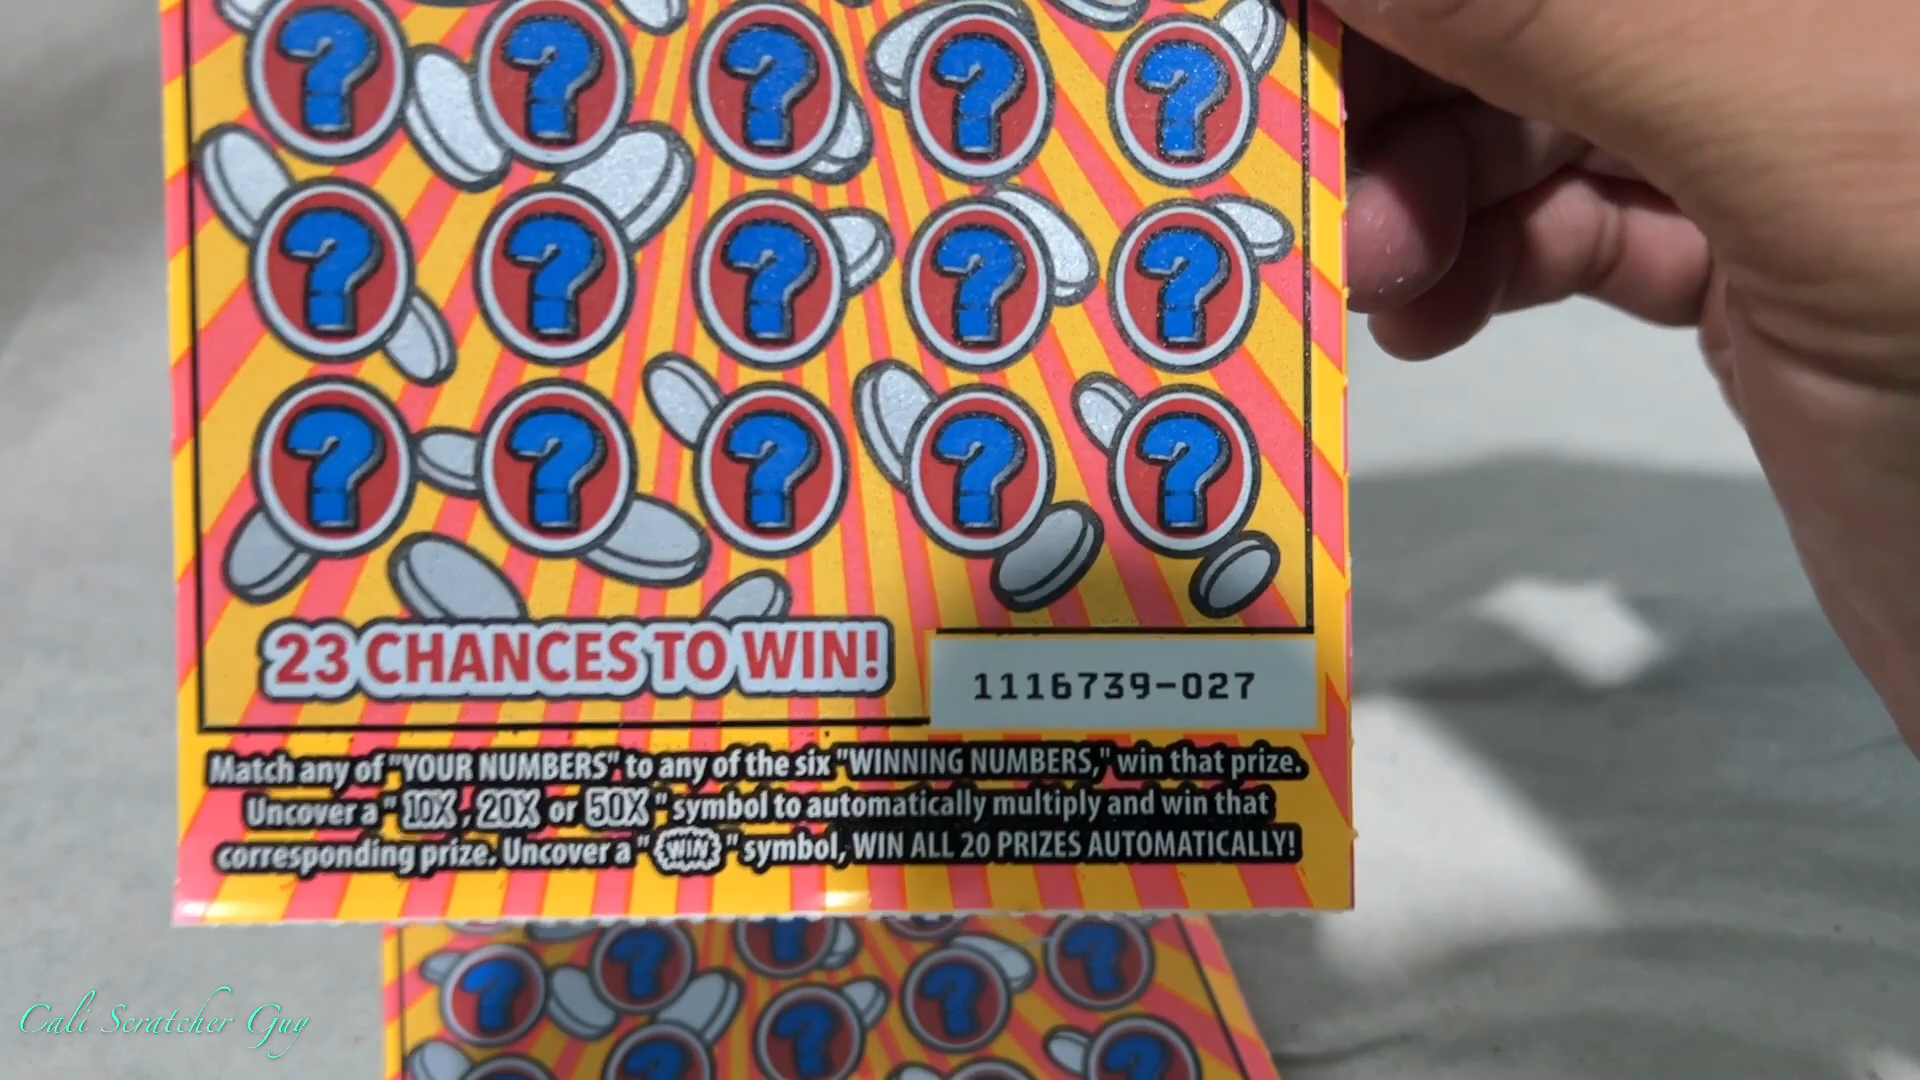 ? ? ? ? ?
? ? ? ? ?
? ? ? ? ?
23 CHANCES TO WIN!
1116739-027
Match any of "YOUR NUMBERS" to any of the six "WINNING NUMBERS," win that prize.
Uncover a "10X, 20X or 50X" symbol to automatically multiply and win that
corresponding prize. Uncover a "WIN" symbol, WIN ALL 20 PRIZES AUTOMATICALLY!
Cali Scratcher Guy